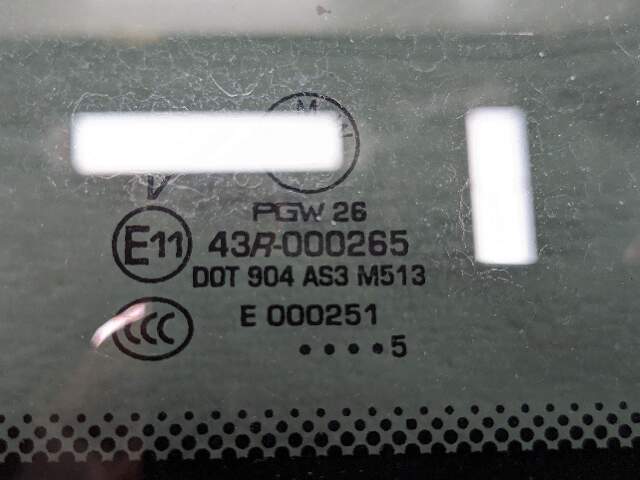 V
PGW 26
E11 43R-000265
DOT 904 AS3 M513
CCC E 000251
••••5